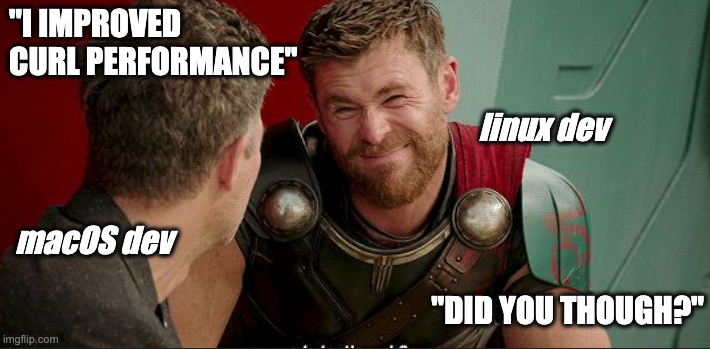 "I IMPROVED
CURL PERFORMANCE"
linux dev
macOS dev
"DID YOU THOUGH?"
imgflip.com